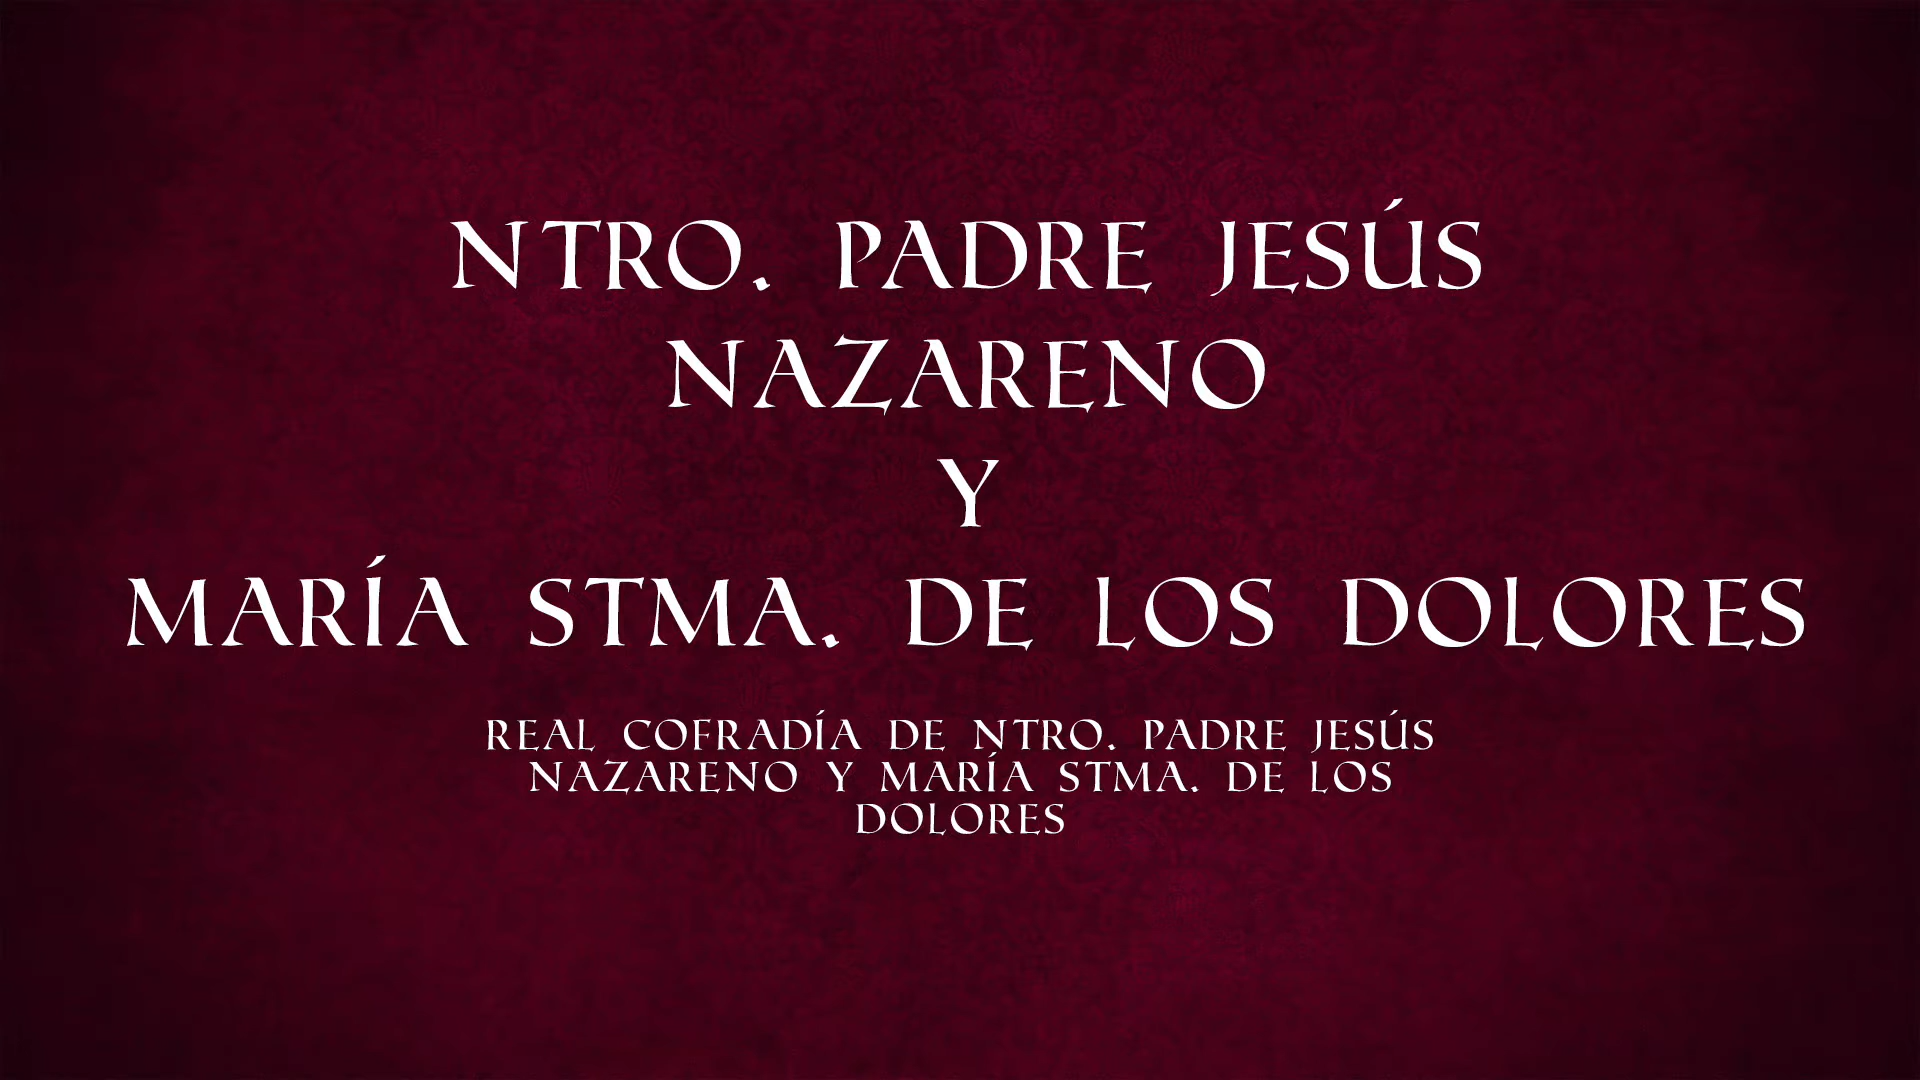 NTRO. PADRE JESÚS
NAZARENO
Y
MARÍA STMA. DE LOS DOLORES
REAL COFRADÍA DE NTRO. PADRE JESÚS
NAZARENO Y MARÍA STMA. DE LOS
DOLORES